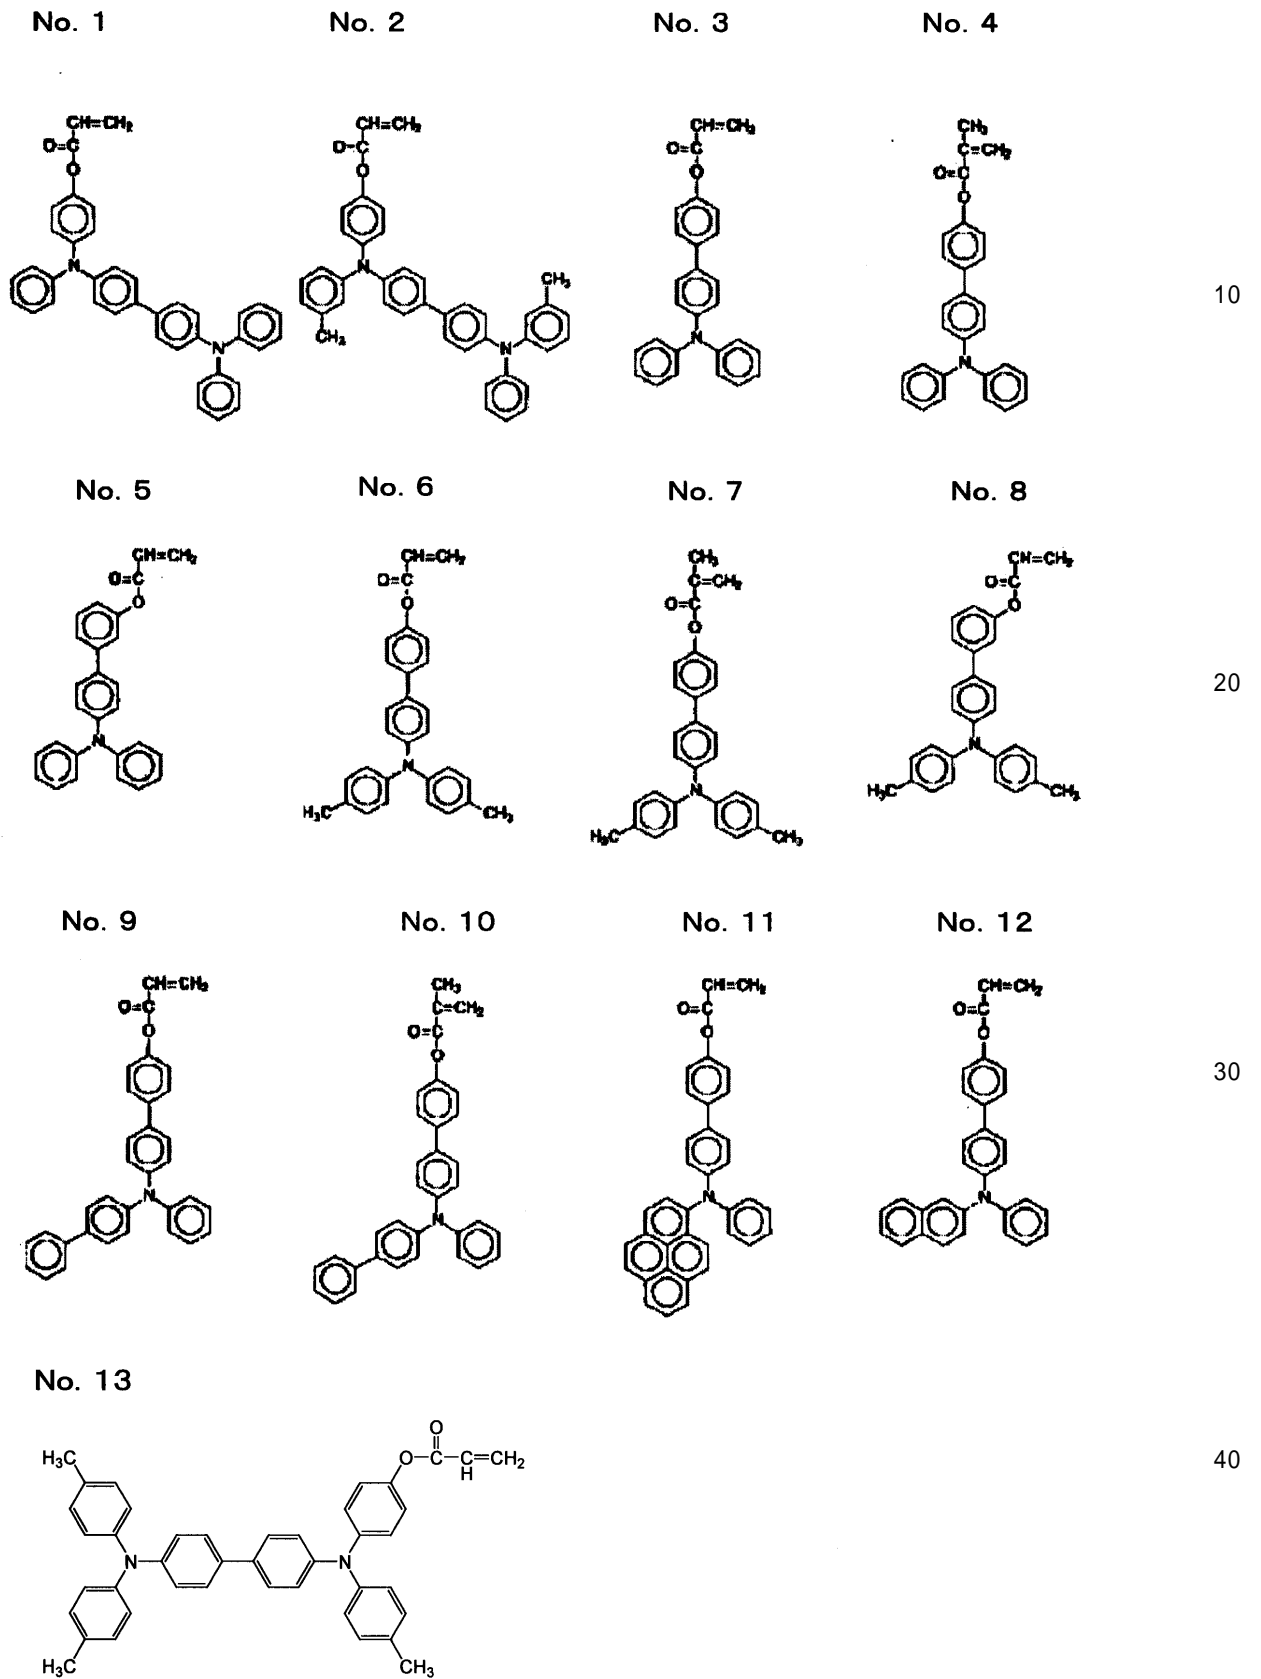 No. 1 No. 2 No. 3 No. 4
CH=CH₂ CH=CH₂ CH=CH₂ CH₃
O=C O=C O=C C=CH₂
O O O O=C
O
N N CH₃ 10
CH₃ N
N N N
No. 5 No. 6 No. 7 No. 8
CH=CH₂ CH=CH₂ CH₃ CH=CH₂
O=C O=C C=CH₂ O=C
O O O=C O
O
20
N N N N
H₃C CH₃ H₃C CH₃ H₃C CH₃
No. 9 No. 10 No. 11 No. 12
CH=CH₂ CH₃ CH=CH₂ CH=CH₂
O=C C=CH₂ O=C O=C
O O=C O O
O
30
N N N N
No. 13
O
H₃C O–C–C=CH₂ 40
H
N N
H₃C CH₃